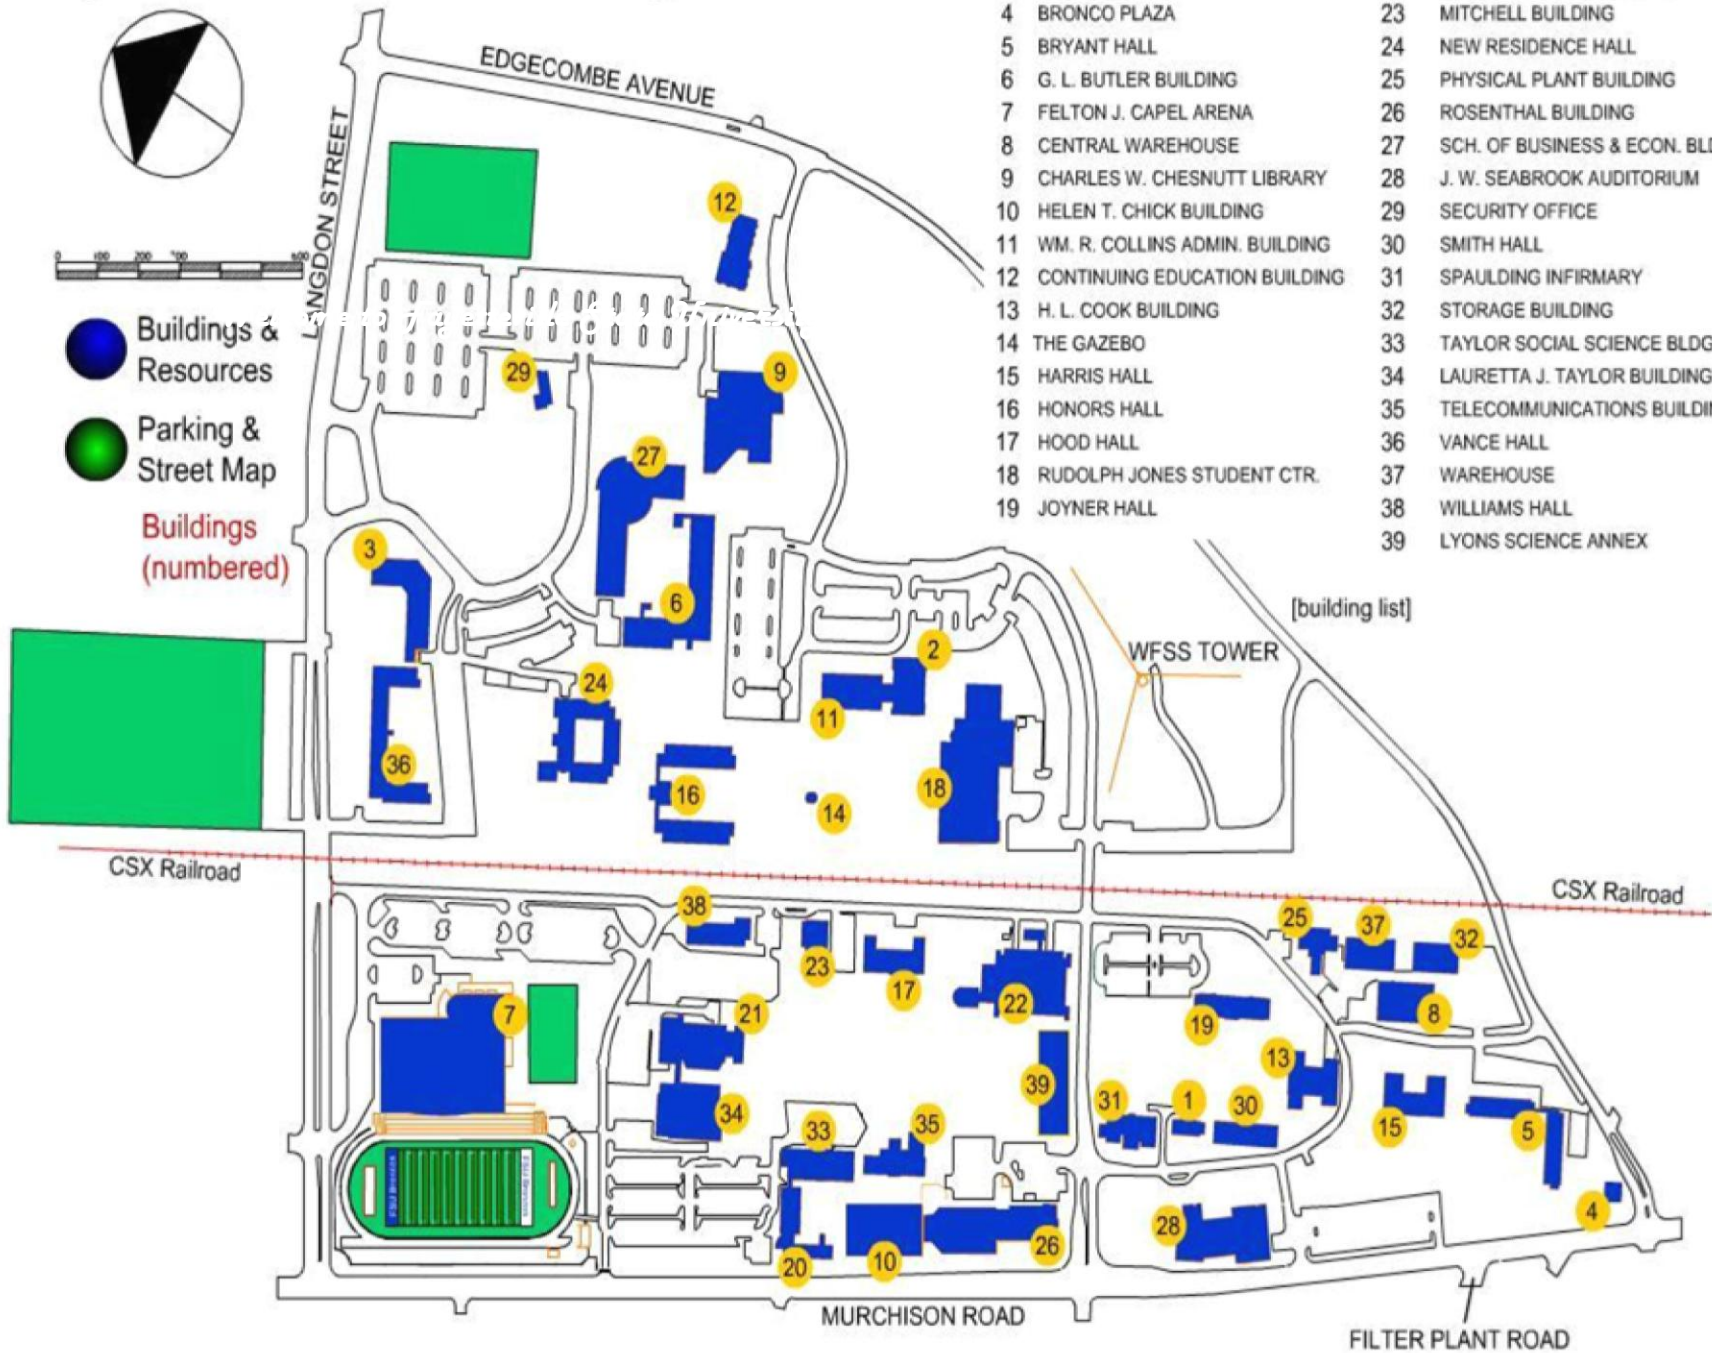 4 BRONCO PLAZA
5 BRYANT HALL
6 G. L. BUTLER BUILDING
7 FELTON J. CAPEL ARENA
8 CENTRAL WAREHOUSE
9 CHARLES W. CHESNUTT LIBRARY
10 HELEN T. CHICK BUILDING
11 WM. R. COLLINS ADMIN. BUILDING
12 CONTINUING EDUCATION BUILDING
13 H. L. COOK BUILDING
14 THE GAZEBO
15 HARRIS HALL
16 HONORS HALL
17 HOOD HALL
18 RUDOLPH JONES STUDENT CTR.
19 JOYNER HALL
23 MITCHELL BUILDING
24 NEW RESIDENCE HALL
25 PHYSICAL PLANT BUILDING
26 ROSENTHAL BUILDING
27 SCH. OF BUSINESS & ECON. BLD
28 J. W. SEABROOK AUDITORIUM
29 SECURITY OFFICE
30 SMITH HALL
31 SPAULDING INFIRMARY
32 STORAGE BUILDING
33 TAYLOR SOCIAL SCIENCE BLDG
34 LAURETTA J. TAYLOR BUILDING
35 TELECOMMUNICATIONS BUILDI
36 VANCE HALL
37 WAREHOUSE
38 WILLIAMS HALL
39 LYONS SCIENCE ANNEX
[building list]
EDGECOMBE AVENUE
LANGDON STREET
0 100 200
Buildings &
Resources
Parking &
Street Map
Buildings
(numbered)
12
29
9
27
3
6
2
WFSS TOWER
24
11
36
16
14
18
CSX Railroad
CSX Railroad
38
25
37
32
23
17
22
7
21
19
8
13
39
34
31
1
30
33
35
15
5
4
28
20
10
26
MURCHISON ROAD
FILTER PLANT ROAD